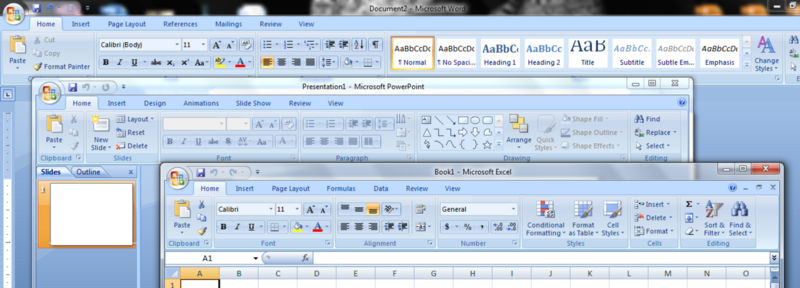 Document2 - Microsoft Word
Home Insert Page Layout References Mailings Review View
Paste Cut Copy Format Painter
Calibri (Body) 11
AaBbCcDc AaBbCcDc AaBbCc AaBbCc AaB AaBbCc. AaBbCcDc AaBbCcDc
¶ Normal ¶ No Spaci... Heading 1 Heading 2 Title Subtitle Subtle Em... Emphasis
Change Styles
Presentation1 - Microsoft PowerPoint
Home Insert Design Animations Slide Show Review View
Paste New Slide Layout Reset Delete
Arrange Quick Styles Shape Fill Shape Outline Shape Effects
Find Replace Select
Clipboard Slides Font Paragraph Drawing Editing
Slides Outline
1
Book1 - Microsoft Excel
Home Insert Page Layout Formulas Data Review View
Paste Calibri 11 General
$ % ,
Conditional Formatting Format as Table Cell Styles
Insert Delete Format
Σ Sort & Filter Find & Select
Clipboard Font Alignment Number Styles Cells Editing
A1 fx
A B C D E F G H I J K L M N O
1